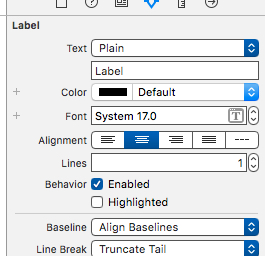 Label
Text Plain
Label
+ Color Default
+ Font System 17.0 T
Alignment ---
Lines 1
Behavior Enabled
Highlighted
Baseline Align Baselines
Line Break Truncate Tail